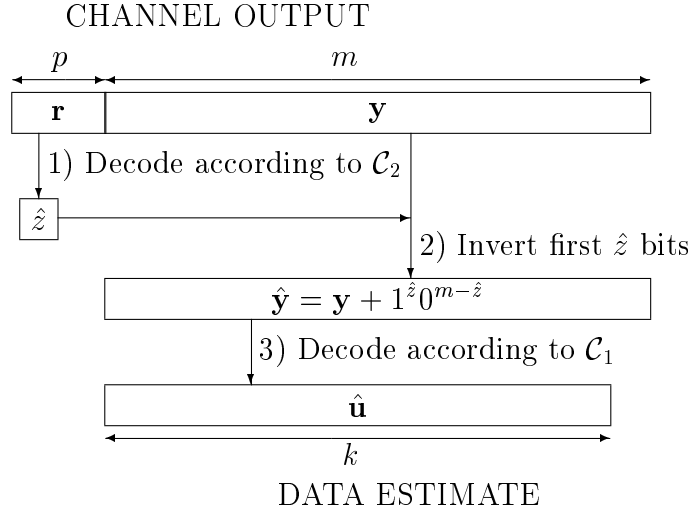 CHANNEL OUTPUT
p m
r y
1) Decode according to 𝒞₂
ẑ
2) Invert first ẑ bits
ŷ = y + 1^ẑ 0^{m−ẑ}
3) Decode according to 𝒞₁
û
k
DATA ESTIMATE